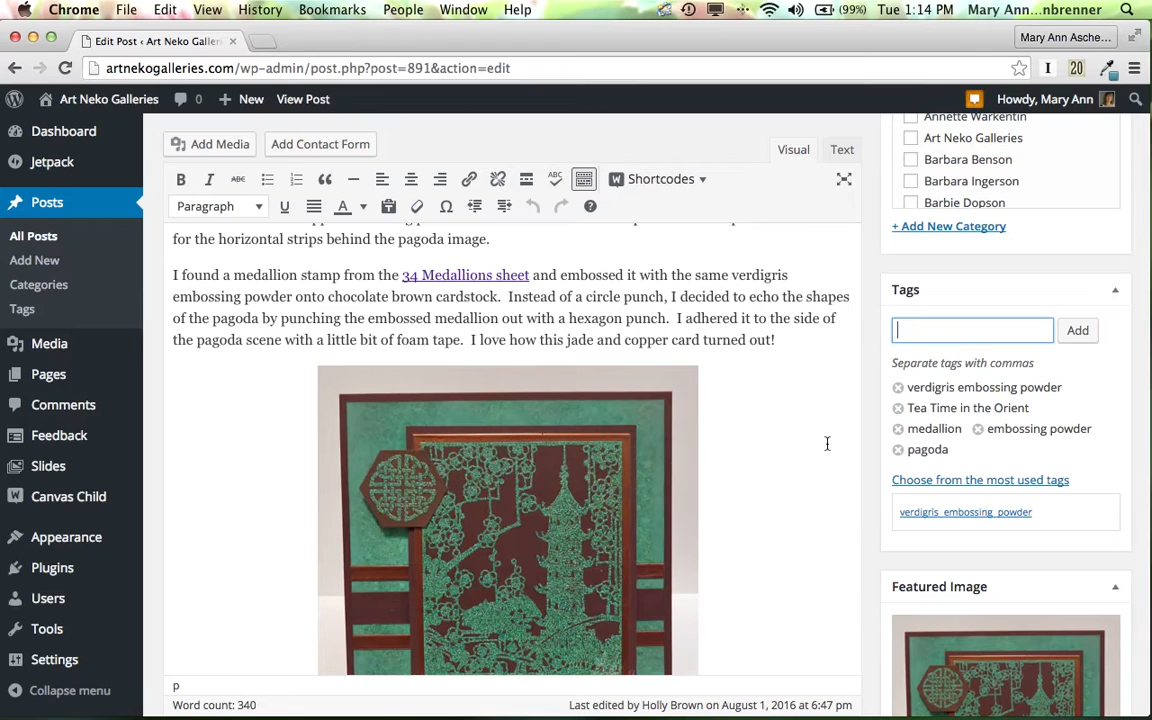 Chrome File Edit View History Bookmarks People Window Help (99%) Tue 1:14 PM Mary Ann...nbrenner
Edit Post ‹ Art Neko Galleri × Mary Ann Asche...
artnekogalleries.com/wp-admin/post.php?post=891&action=edit 20
Art Neko Galleries 0 New View Post Howdy, Mary Ann
Dashboard
Jetpack
Posts
All Posts
Add New
Categories
Tags
Media
Pages
Comments
Feedback
Slides
Canvas Child
Appearance
Plugins
Users
Tools
Settings
Collapse menu
Add Media Add Contact Form Visual Text
B I ABC ABC Shortcodes
Paragraph U A
for the horizontal strips behind the pagoda image.
I found a medallion stamp from the 34 Medallions sheet and embossed it with the same verdigris
embossing powder onto chocolate brown cardstock. Instead of a circle punch, I decided to echo the shapes
of the pagoda by punching the embossed medallion out with a hexagon punch. I adhered it to the side of
the pagoda scene with a little bit of foam tape. I love how this jade and copper card turned out!
p
Word count: 340 Last edited by Holly Brown on August 1, 2016 at 6:47 pm
Annette Warkentin
Art Neko Galleries
Barbara Benson
Barbara Ingerson
Barbie Dopson
+ Add New Category
Tags
Add
Separate tags with commas
verdigris embossing powder
Tea Time in the Orient
medallion embossing powder
pagoda
Choose from the most used tags
verdigris embossing powder
Featured Image